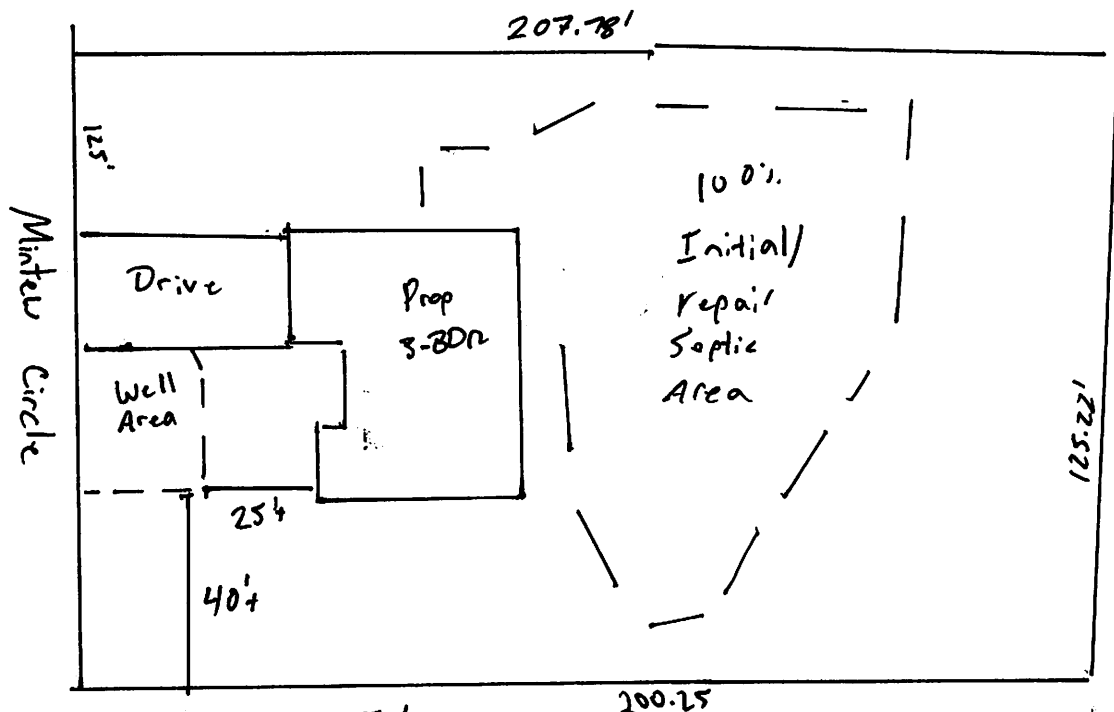 207.78'
125'
100%
Initial/
repair
Septic
Area
Drive
Prop
3-BDR
Well
Area
Mintew Circle
25'+
40'+
125.22'
200.25